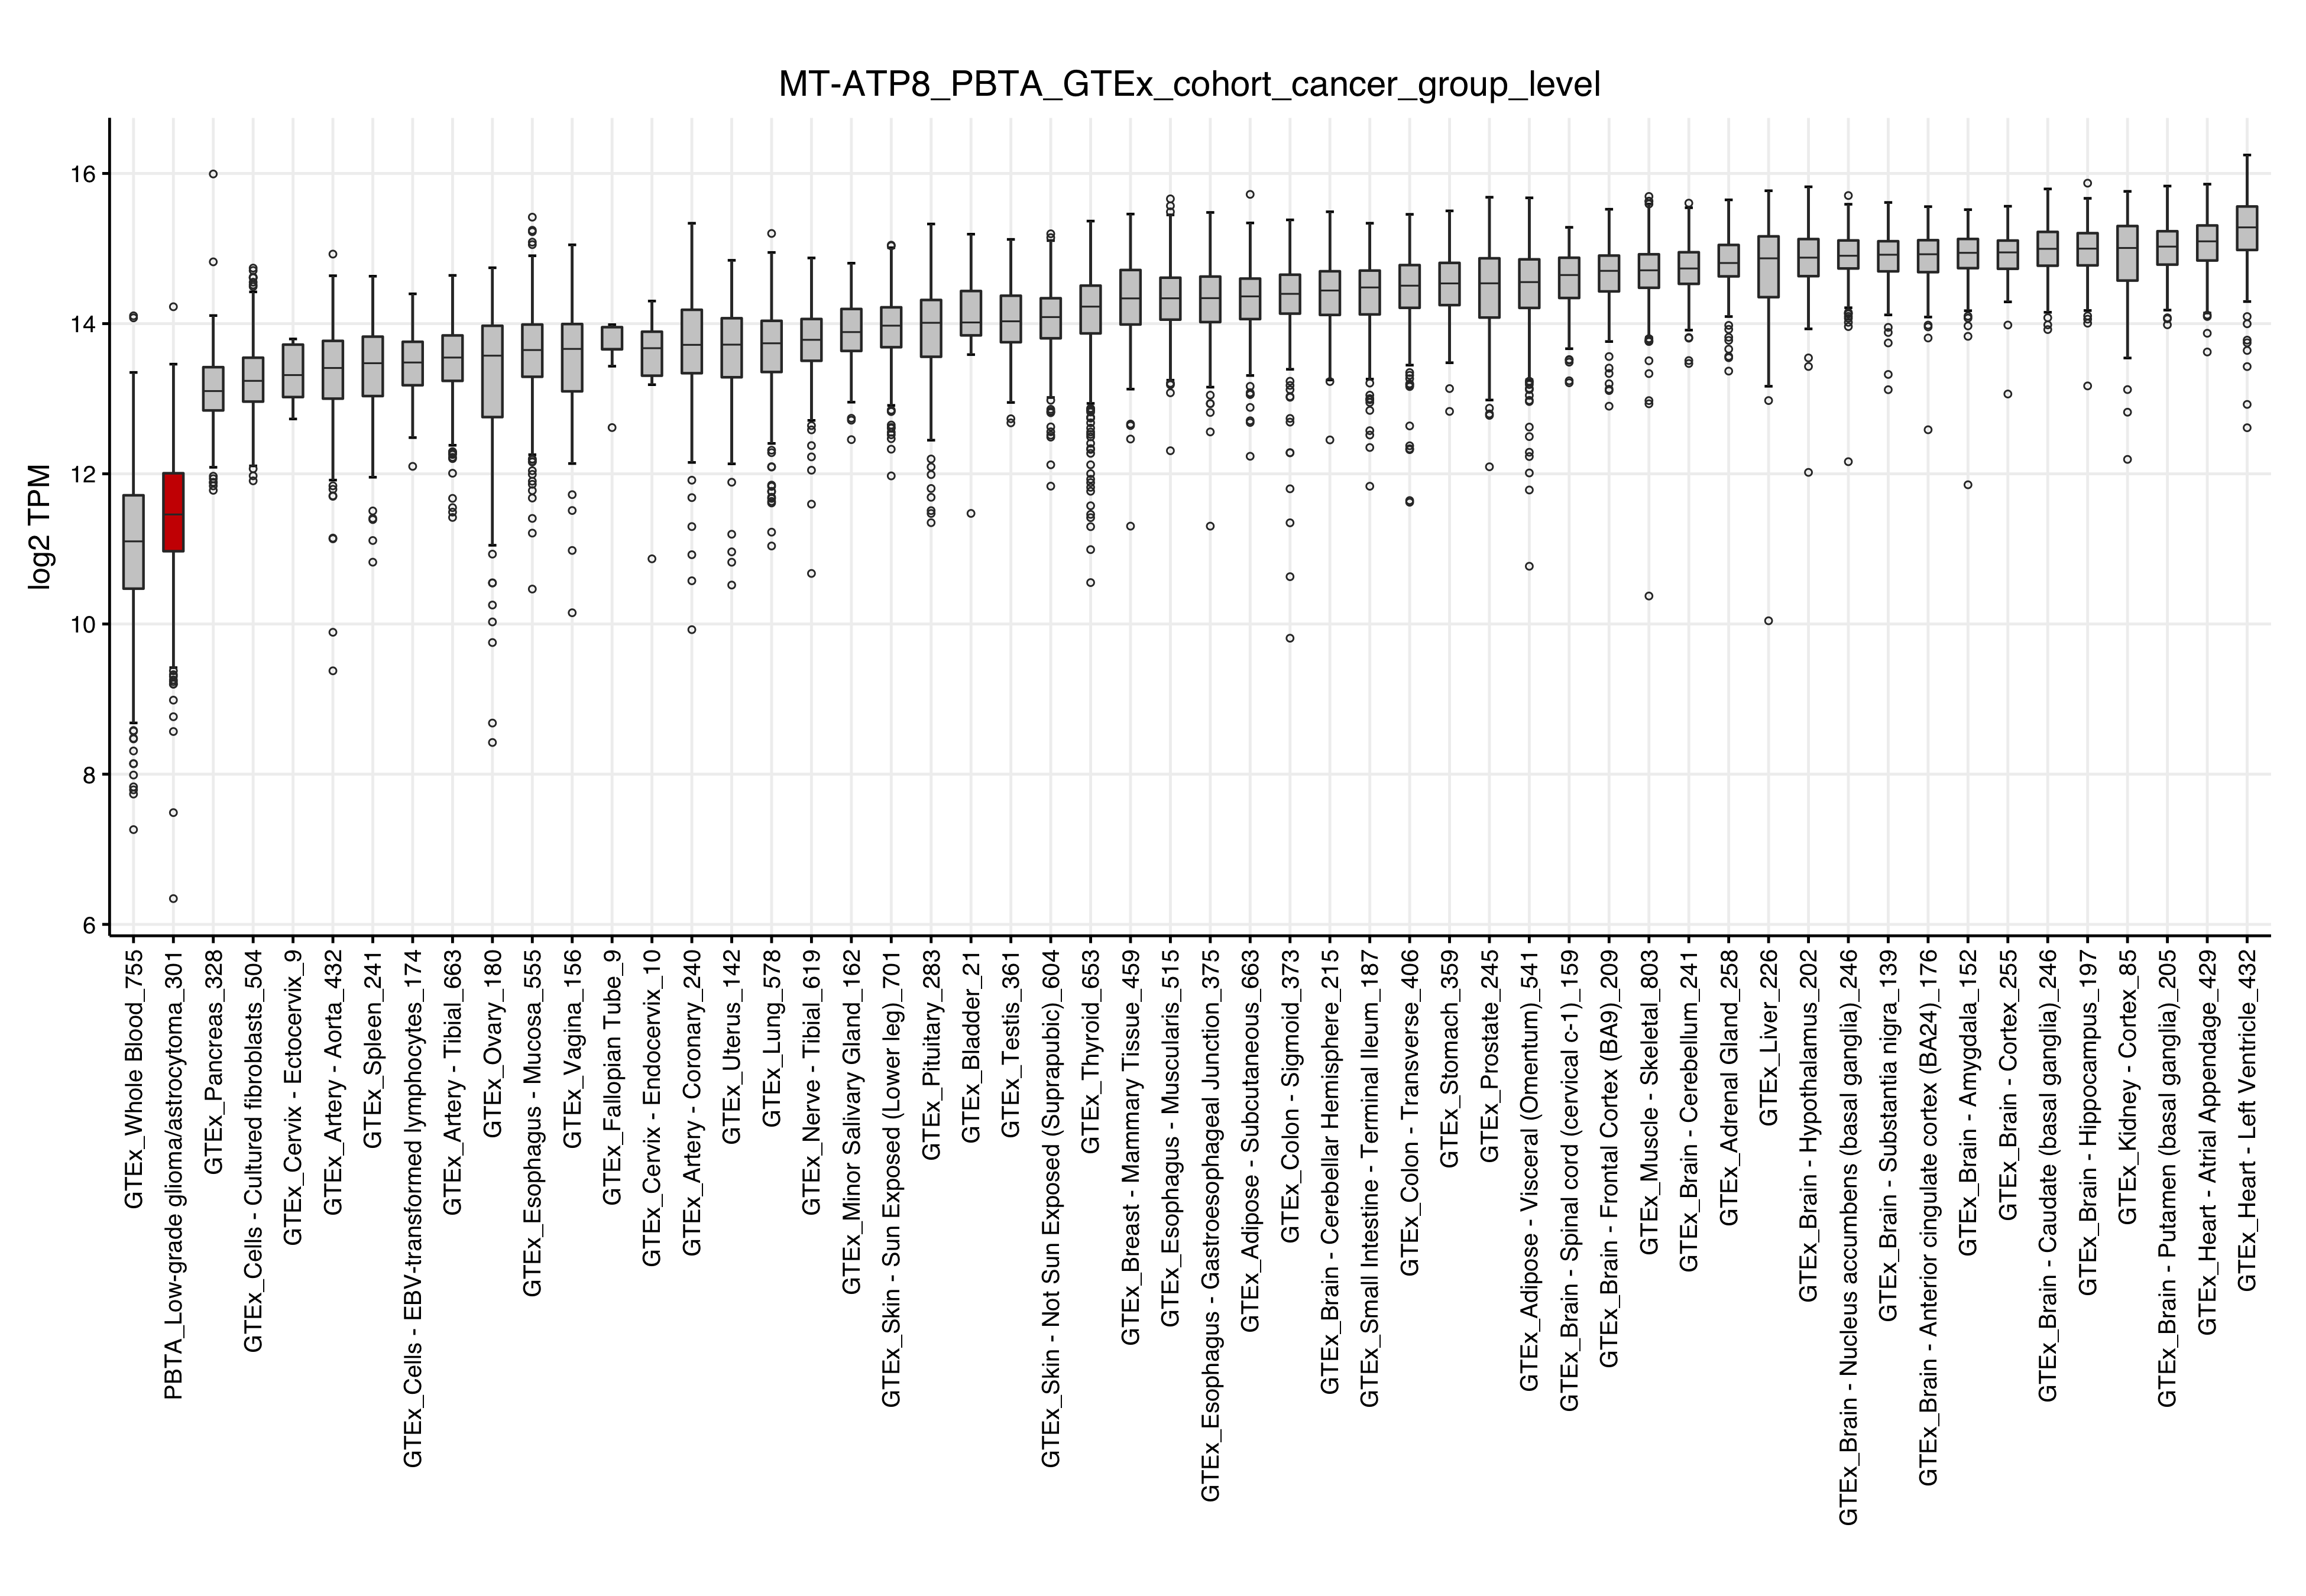 MT-ATP8_PBTA_GTEx_cohort_cancer_group_level
log2 TPM
16
14
12
10
8
6
GTEx_Whole Blood_755
PBTA_Low-grade glioma/astrocytoma_301
GTEx_Pancreas_328
GTEx_Cells - Cultured fibroblasts_504
GTEx_Cervix - Ectocervix_9
GTEx_Artery - Aorta_432
GTEx_Spleen_241
GTEx_Cells - EBV-transformed lymphocytes_174
GTEx_Artery - Tibial_663
GTEx_Ovary_180
GTEx_Esophagus - Mucosa_555
GTEx_Vagina_156
GTEx_Fallopian Tube_9
GTEx_Cervix - Endocervix_10
GTEx_Artery - Coronary_240
GTEx_Uterus_142
GTEx_Lung_578
GTEx_Nerve - Tibial_619
GTEx_Minor Salivary Gland_162
GTEx_Skin - Sun Exposed (Lower leg)_701
GTEx_Pituitary_283
GTEx_Bladder_21
GTEx_Testis_361
GTEx_Skin - Not Sun Exposed (Suprapubic)_604
GTEx_Thyroid_653
GTEx_Breast - Mammary Tissue_459
GTEx_Esophagus - Muscularis_515
GTEx_Esophagus - Gastroesophageal Junction_375
GTEx_Adipose - Subcutaneous_663
GTEx_Colon - Sigmoid_373
GTEx_Brain - Cerebellar Hemisphere_215
GTEx_Small Intestine - Terminal Ileum_187
GTEx_Colon - Transverse_406
GTEx_Stomach_359
GTEx_Prostate_245
GTEx_Adipose - Visceral (Omentum)_541
GTEx_Brain - Spinal cord (cervical c-1)_159
GTEx_Brain - Frontal Cortex (BA9)_209
GTEx_Muscle - Skeletal_803
GTEx_Brain - Cerebellum_241
GTEx_Adrenal Gland_258
GTEx_Liver_226
GTEx_Brain - Hypothalamus_202
GTEx_Brain - Nucleus accumbens (basal ganglia)_246
GTEx_Brain - Substantia nigra_139
GTEx_Brain - Anterior cingulate cortex (BA24)_176
GTEx_Brain - Amygdala_152
GTEx_Brain - Cortex_255
GTEx_Brain - Caudate (basal ganglia)_246
GTEx_Brain - Hippocampus_197
GTEx_Kidney - Cortex_85
GTEx_Brain - Putamen (basal ganglia)_205
GTEx_Heart - Atrial Appendage_429
GTEx_Heart - Left Ventricle_432